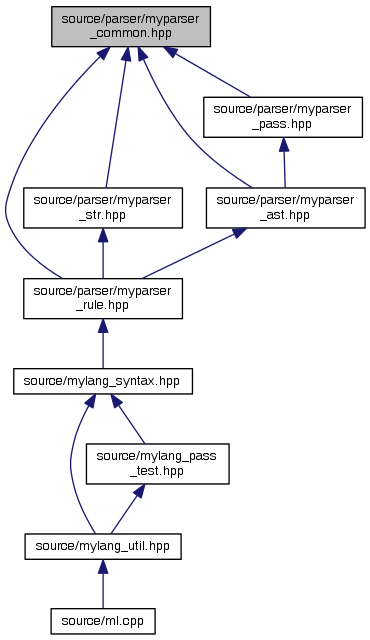 source/parser/myparser
_common.hpp
source/parser/myparser
_pass.hpp
source/parser/myparser
_str.hpp
source/parser/myparser
_ast.hpp
source/parser/myparser
_rule.hpp
source/mylang_syntax.hpp
source/mylang_pass
_test.hpp
source/mylang_util.hpp
source/ml.cpp